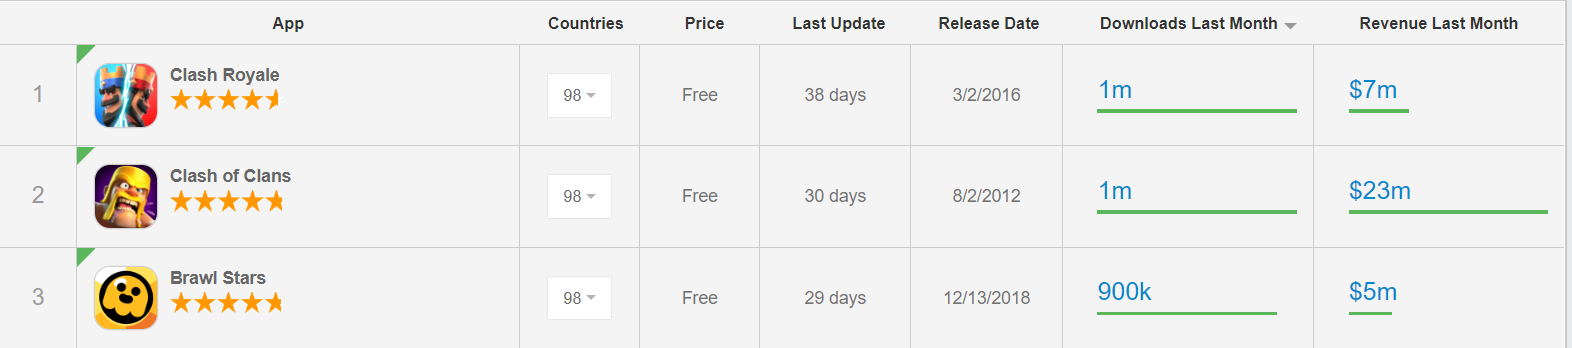 App Countries Price Last Update Release Date Downloads Last Month Revenue Last Month
1 Clash Royale 98 Free 38 days 3/2/2016 1m $7m
2 Clash of Clans 98 Free 30 days 8/2/2012 1m $23m
3 Brawl Stars 98 Free 29 days 12/13/2018 900k $5m